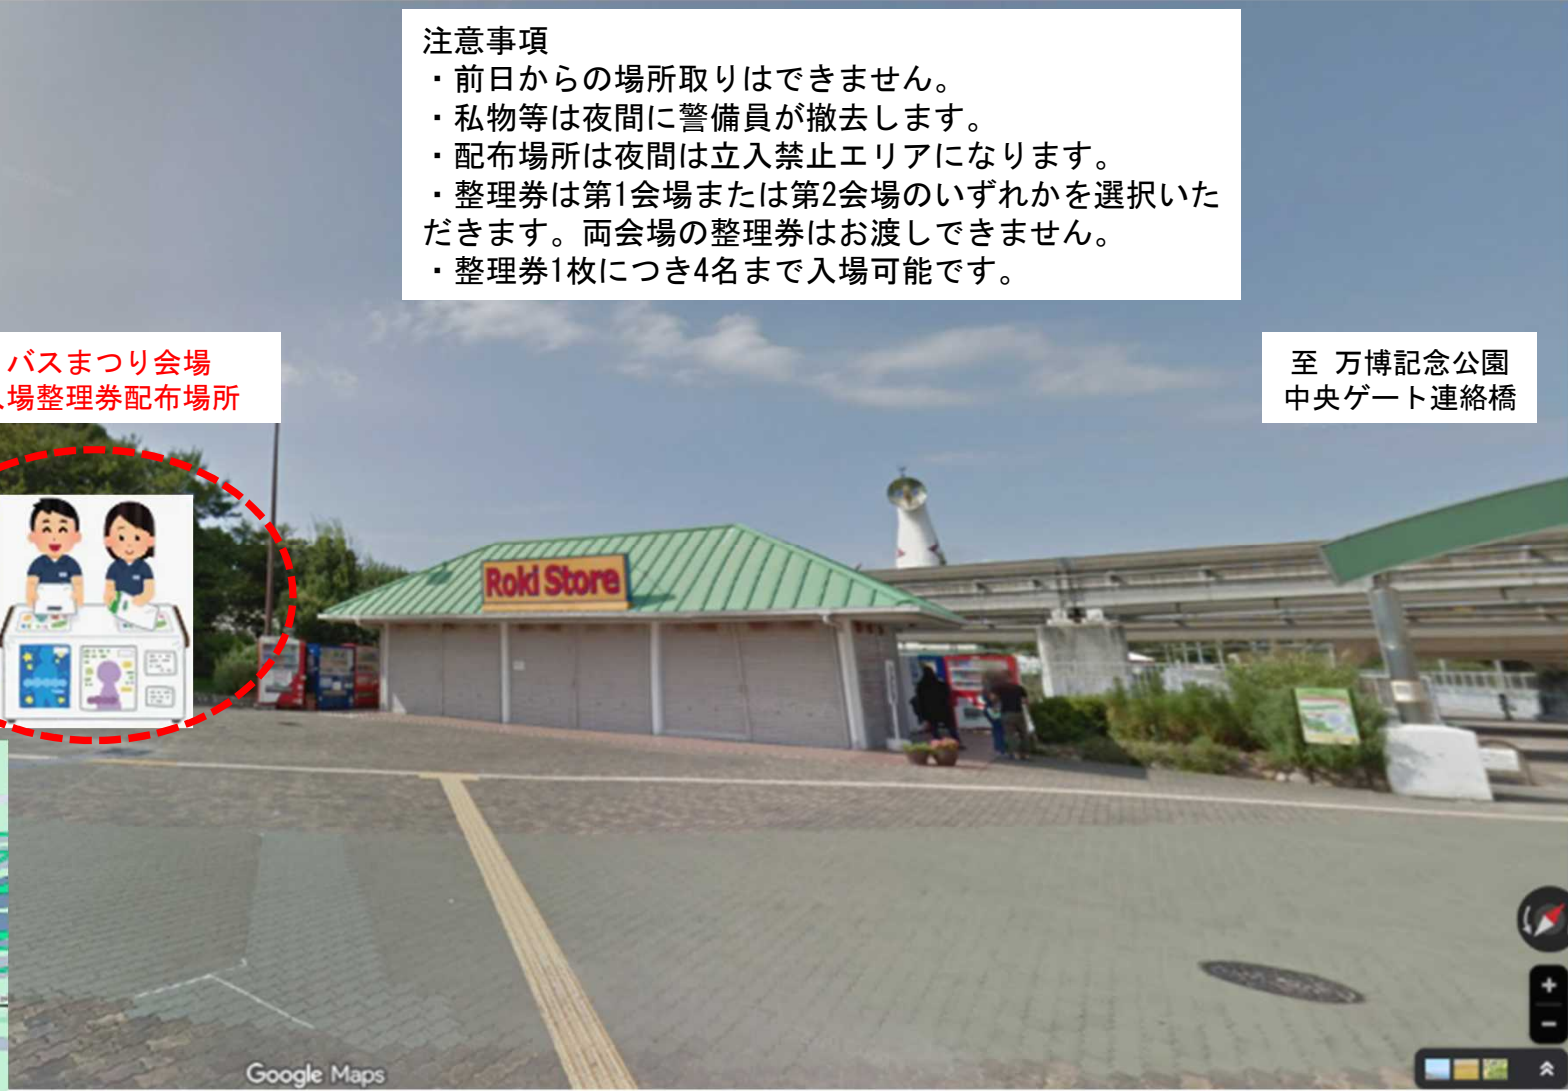 注意事項
・前日からの場所取りはできません。
・私物等は夜間に警備員が撤去します。
・配布場所は夜間は立入禁止エリアになります。
・整理券は第1会場または第2会場のいずれかを選択いた
だきます。両会場の整理券はお渡しできません。
・整理券1枚につき4名まで入場可能です。
バスまつり会場
場整理券配布場所
至 万博記念公園
中央ゲート連絡橋
Rokl Store
Google Maps